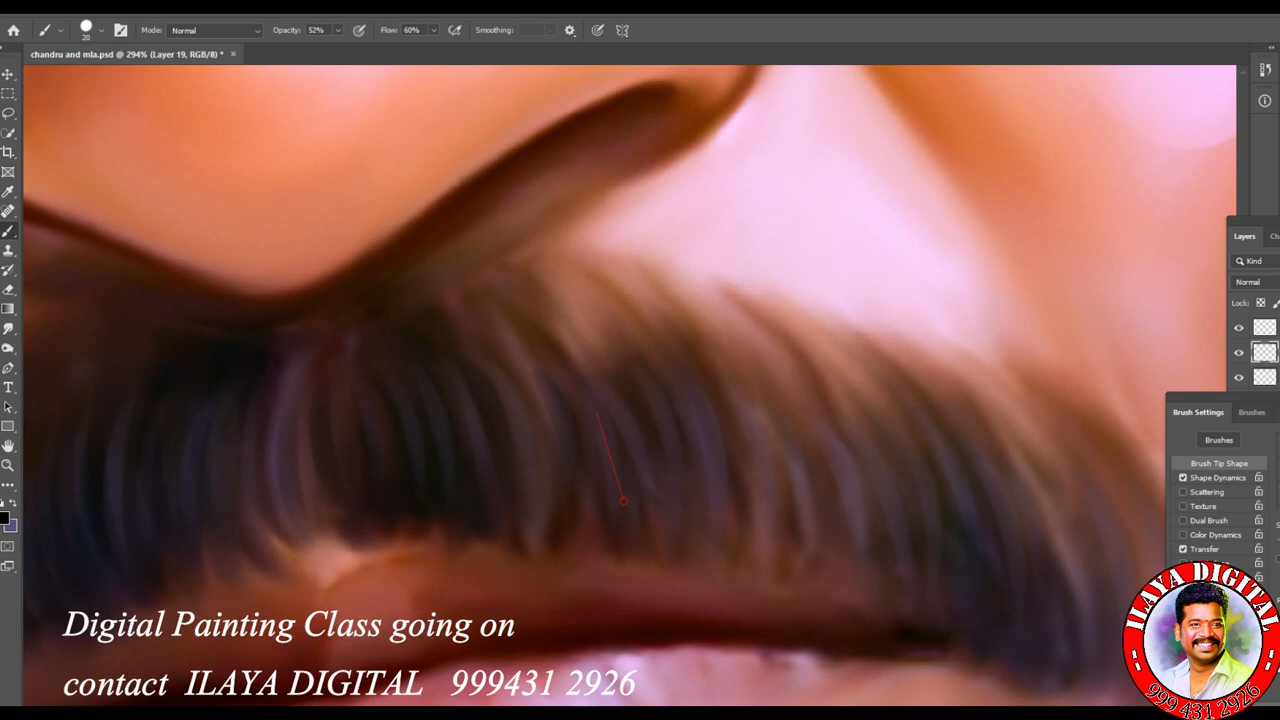 Mode: Normal Opacity: 52% Flow: 60% Smoothing:
20
chandru and mla.psd @ 294% (Layer 19, RGB/8) * ×
Layers
Kind
Normal
Lock:
Brush Settings Brushes
Brushes
Brush Tip Shape
Shape Dynamics
Scattering
Texture
Dual Brush
Color Dynamics
Transfer
Digital Painting Class going on
contact ILAYA DIGITAL 999431 2926
ILAYA DIGITAL
999 431 2926